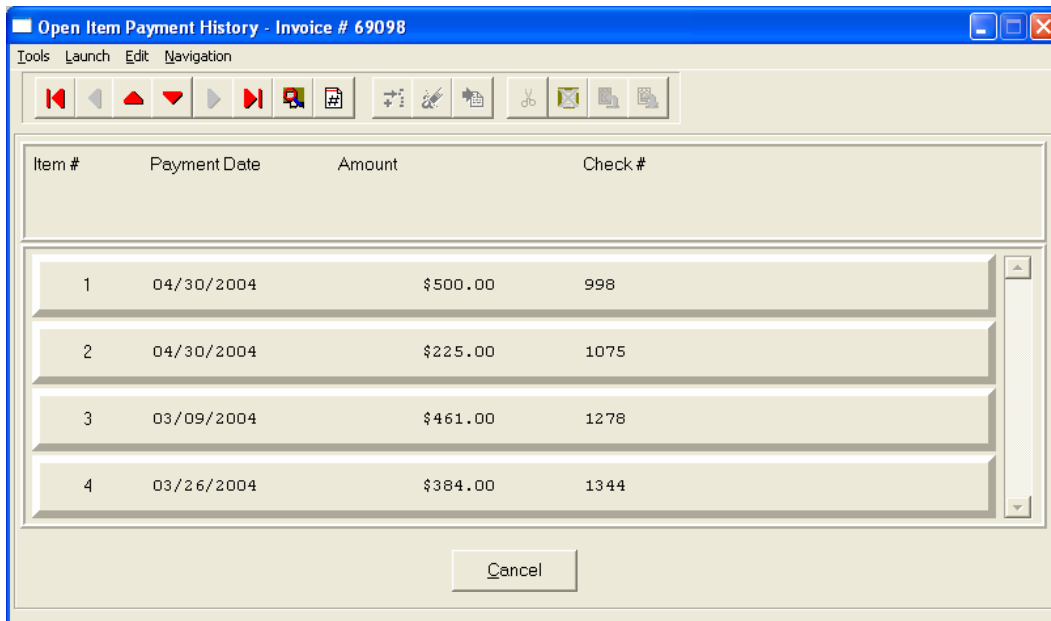 Open Item Payment History - Invoice # 69098
Tools Launch Edit Navigation
#
Item # Payment Date Amount Check #
1 04/30/2004 $500.00 998
2 04/30/2004 $225.00 1075
3 03/09/2004 $461.00 1278
4 03/26/2004 $384.00 1344
Cancel